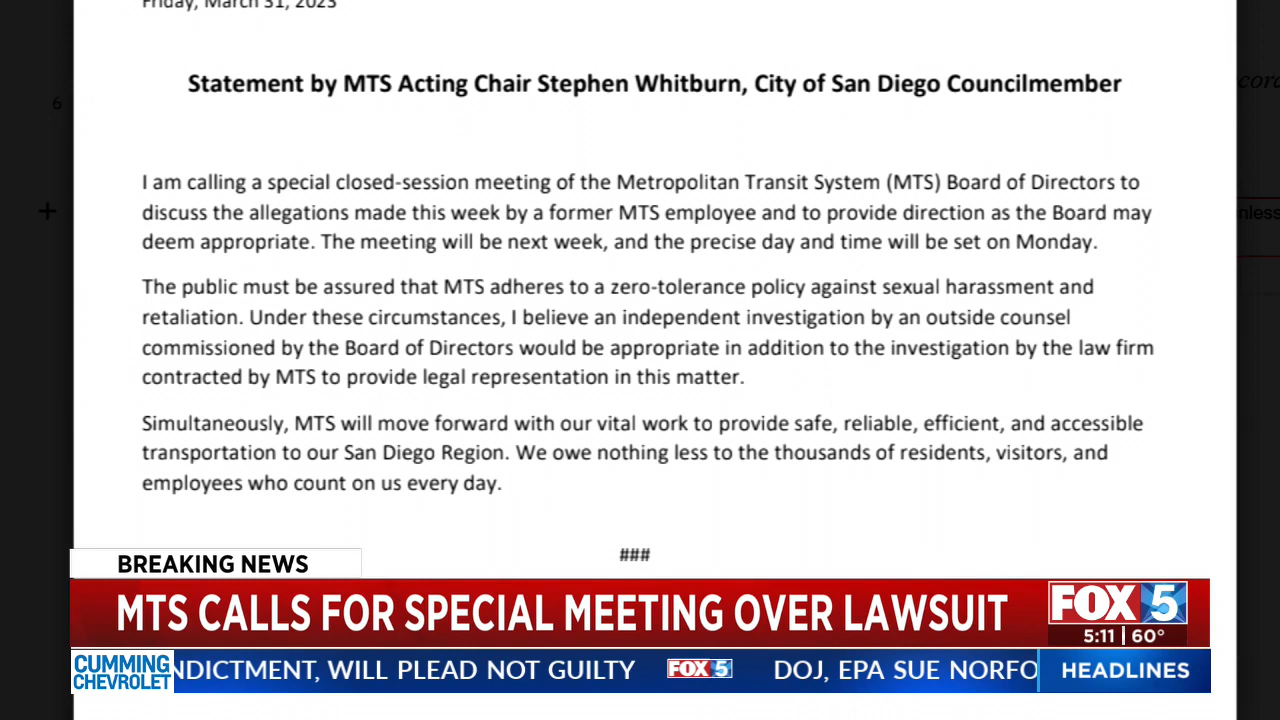 Friday, March 31, 2023
Statement by MTS Acting Chair Stephen Whitburn, City of San Diego Councilmember
6
I am calling a special closed-session meeting of the Metropolitan Transit System (MTS) Board of Directors to
discuss the allegations made this week by a former MTS employee and to provide direction as the Board may
deem appropriate. The meeting will be next week, and the precise day and time will be set on Monday.
The public must be assured that MTS adheres to a zero-tolerance policy against sexual harassment and
retaliation. Under these circumstances, I believe an independent investigation by an outside counsel
commissioned by the Board of Directors would be appropriate in addition to the investigation by the law firm
contracted by MTS to provide legal representation in this matter.
Simultaneously, MTS will move forward with our vital work to provide safe, reliable, efficient, and accessible
transportation to our San Diego Region. We owe nothing less to the thousands of residents, visitors, and
employees who count on us every day.
###
BREAKING NEWS
MTS CALLS FOR SPECIAL MEETING OVER LAWSUIT
FOX 5
5:11 | 60°
CUMMING
CHEVROLET
NDICTMENT, WILL PLEAD NOT GUILTY FOX 5 DOJ, EPA SUE NORFO
HEADLINES